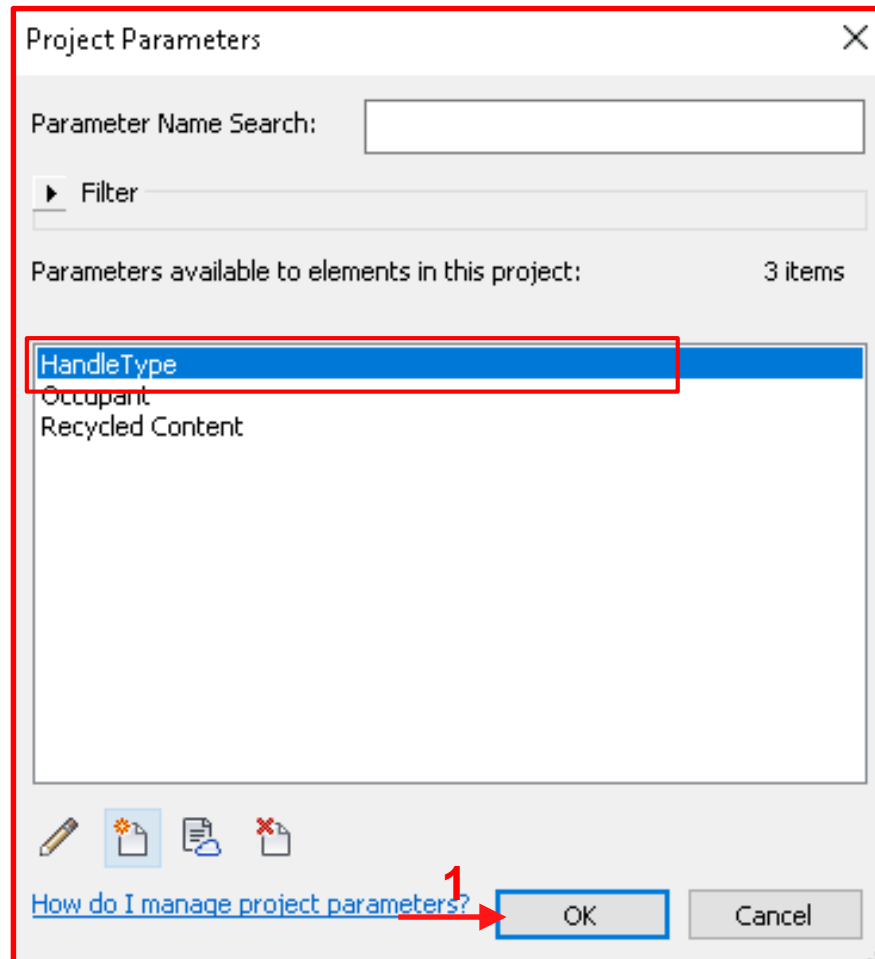 Project Parameters
Parameter Name Search:
Filter
Parameters available to elements in this project: 3 items
HandleType
Occupant
Recycled Content
1
How do I manage project parameters? OK Cancel